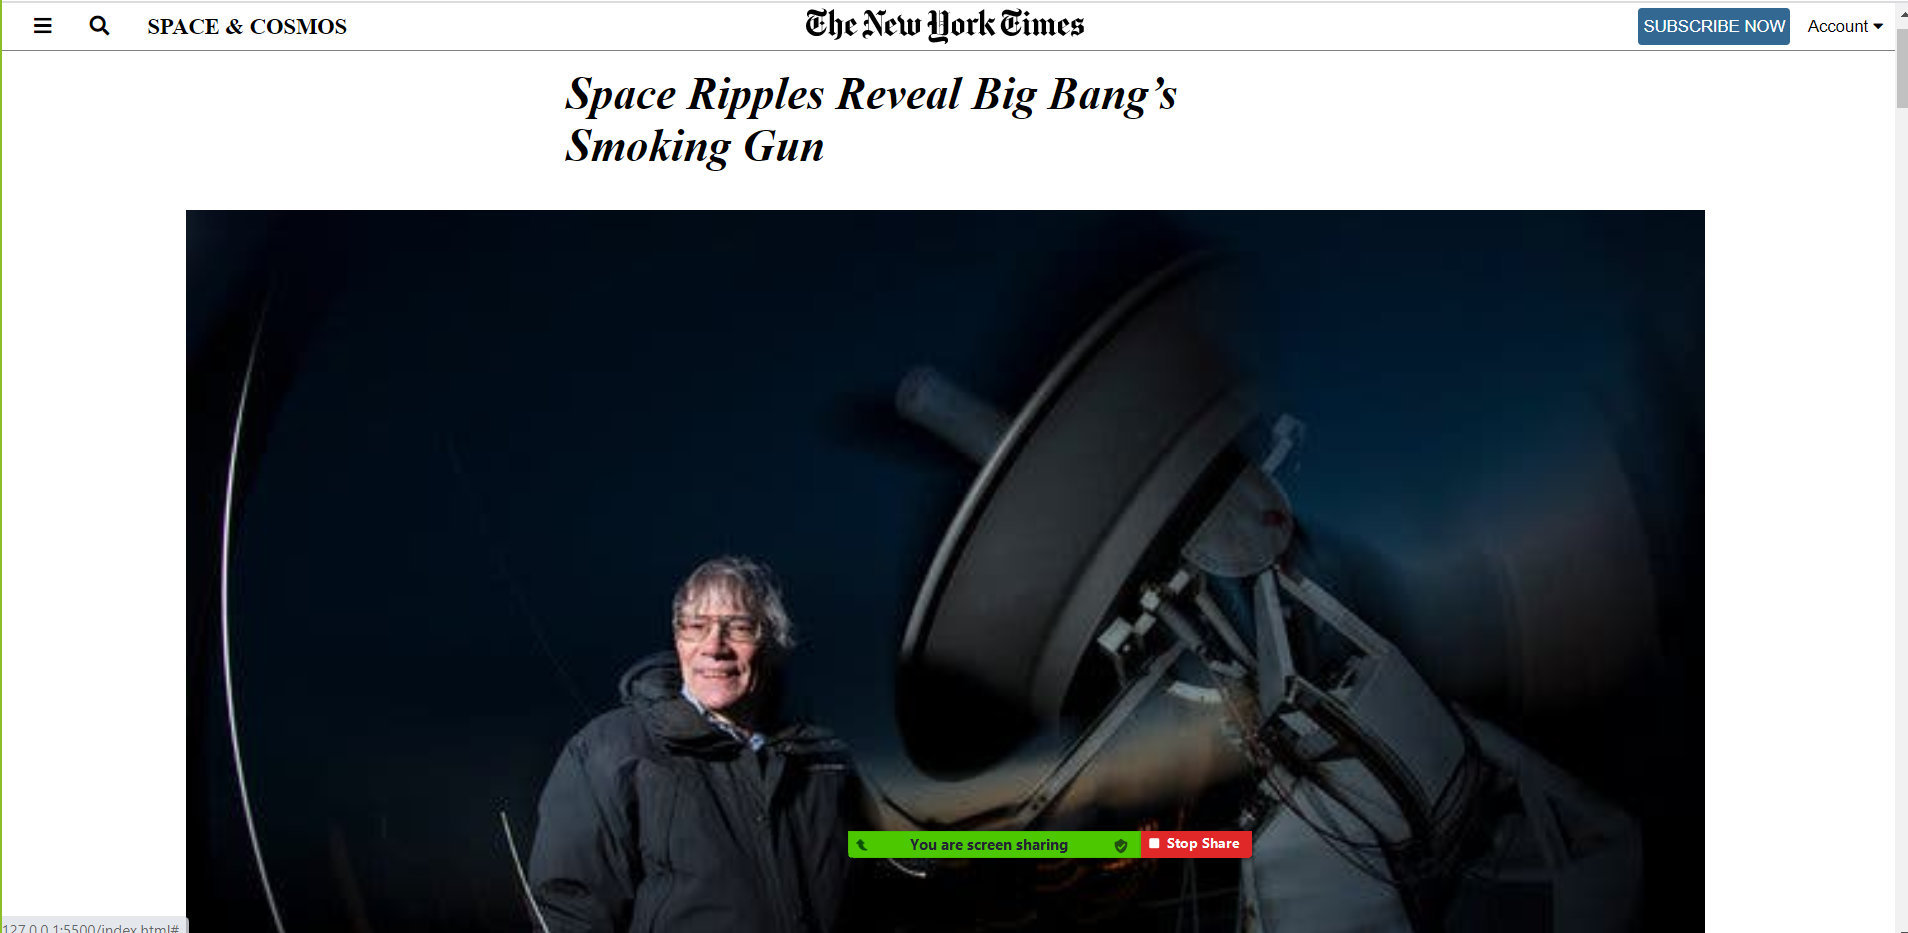 SPACE & COSMOS
The New York Times
SUBSCRIBE NOW
Account
Space Ripples Reveal Big Bang’s
Smoking Gun
You are screen sharing
Stop Share
127.0.0.1:5500/index.html#